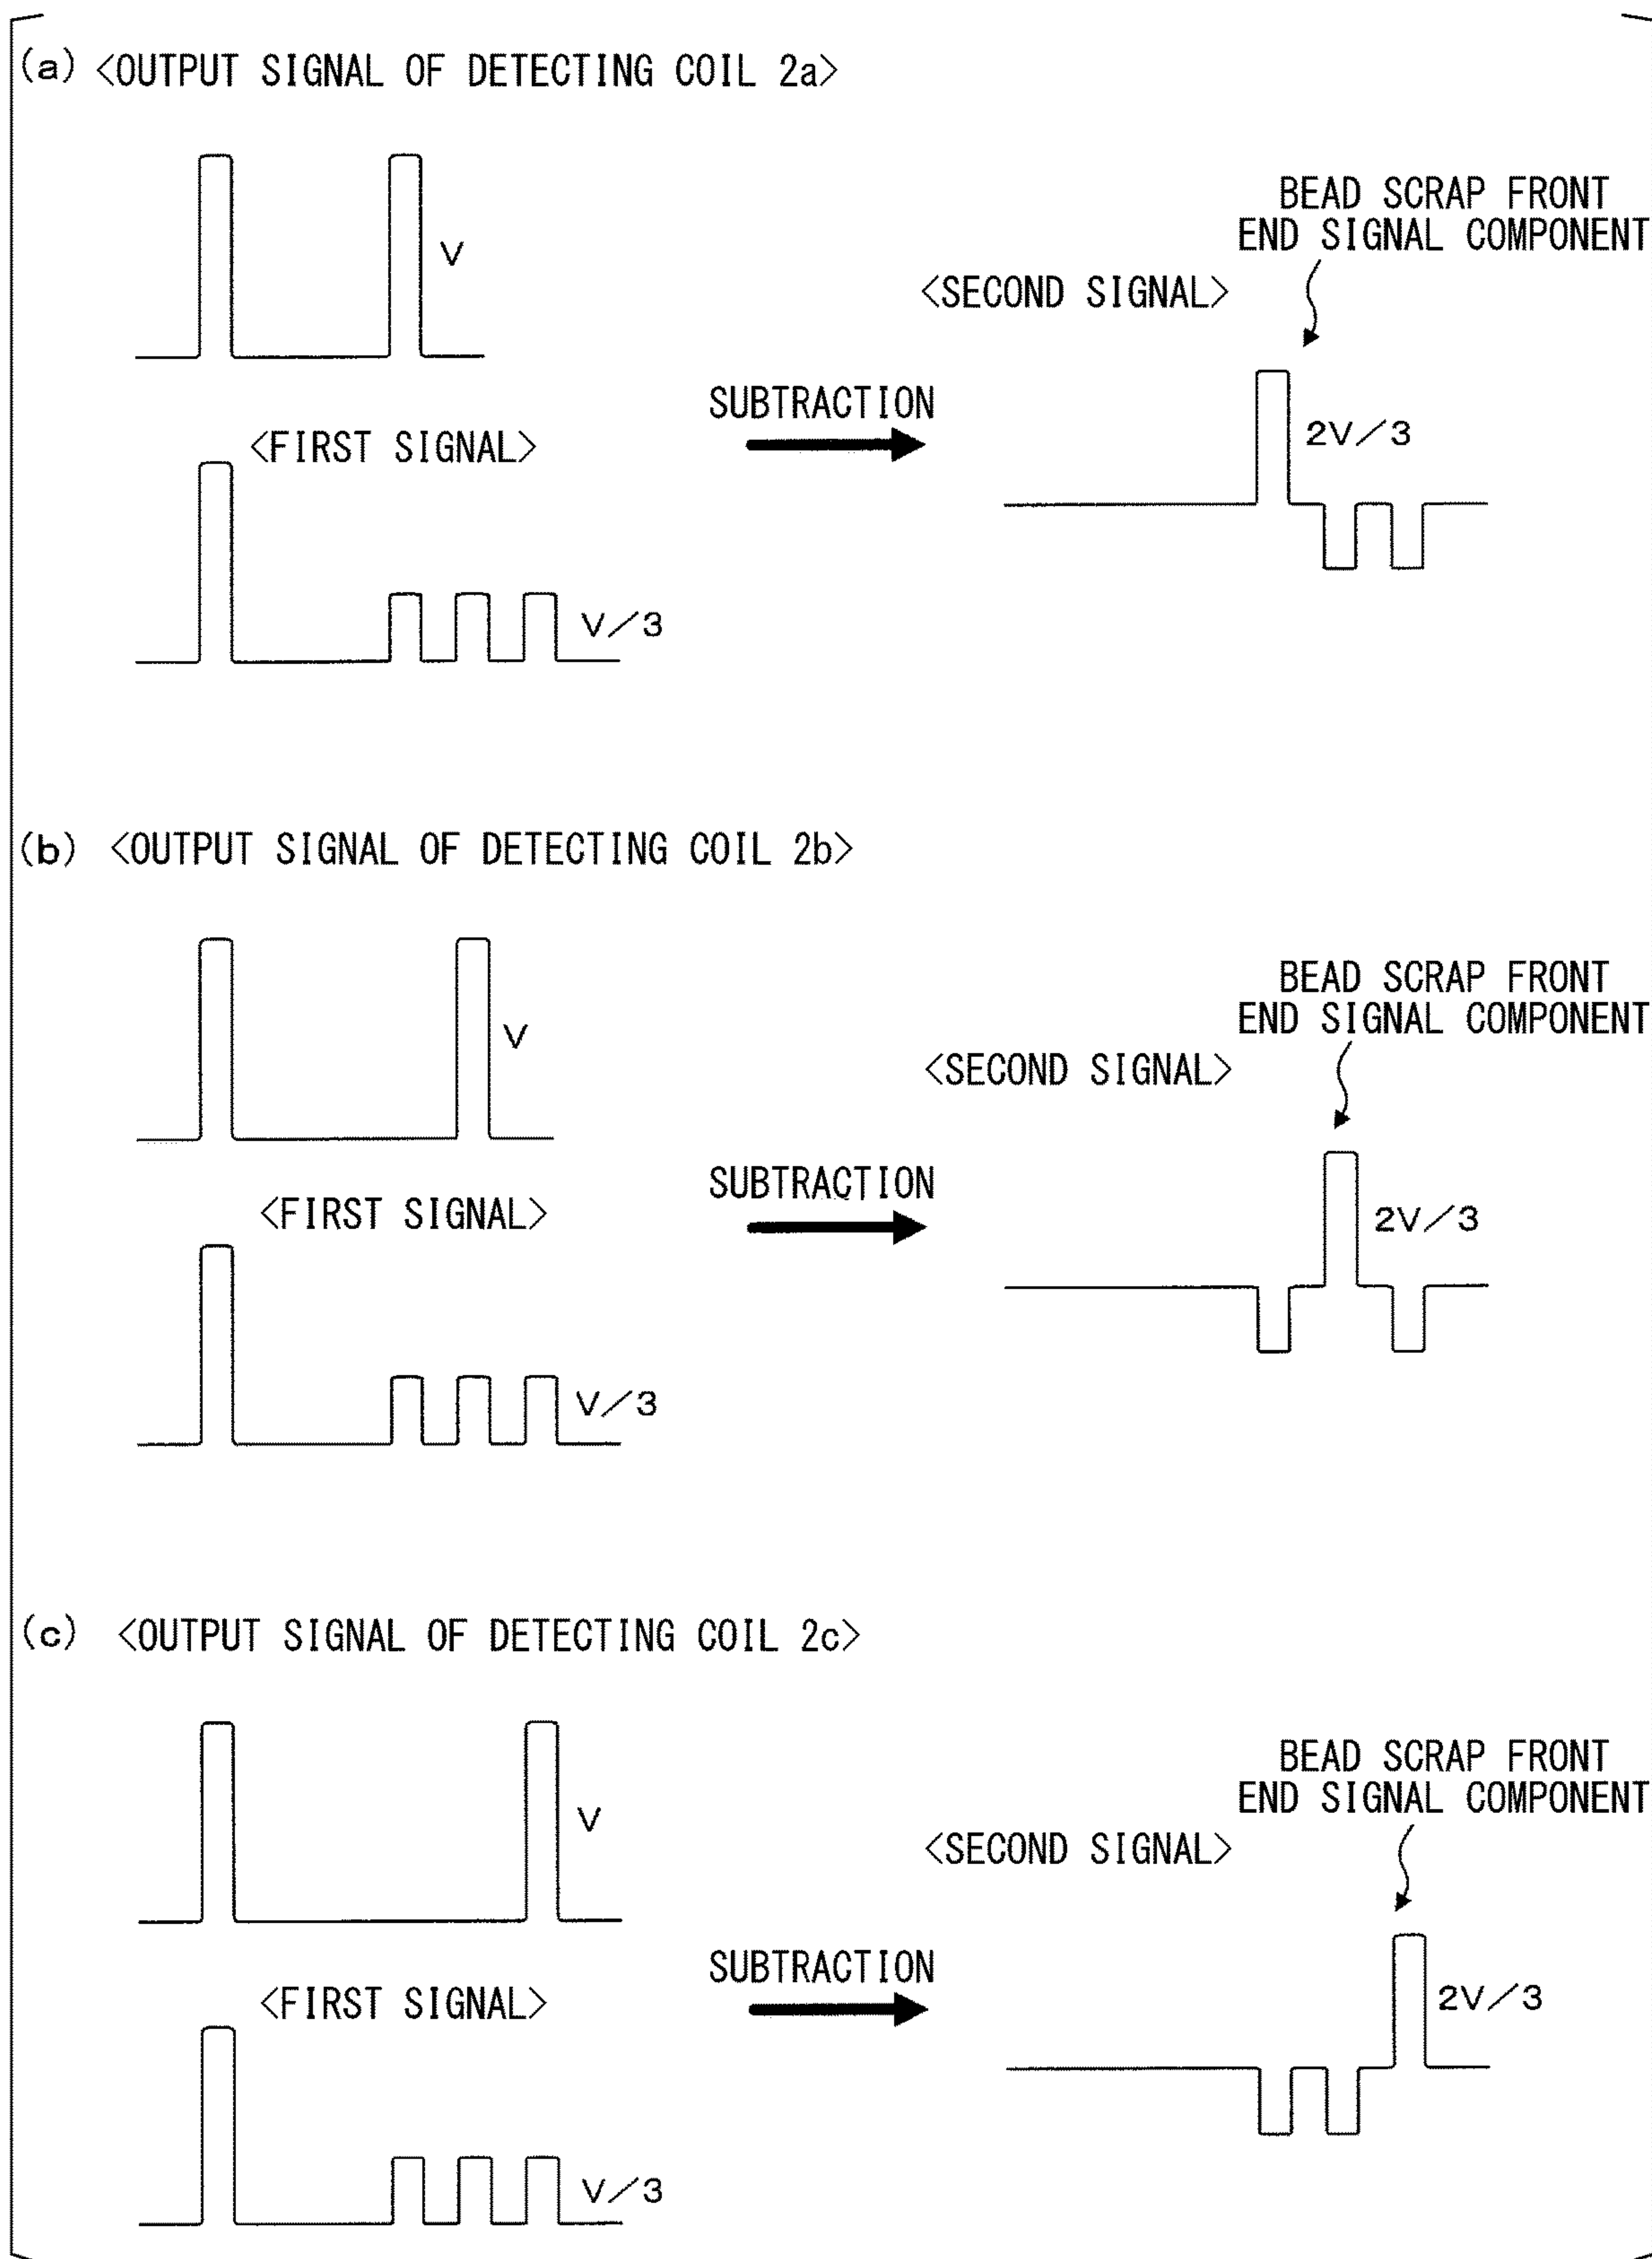 (a) <OUTPUT SIGNAL OF DETECTING COIL 2a>
V
BEAD SCRAP FRONT
END SIGNAL COMPONENT
<SECOND SIGNAL>
SUBTRACTION
<FIRST SIGNAL>
2V/3
V/3
(b) <OUTPUT SIGNAL OF DETECTING COIL 2b>
V
BEAD SCRAP FRONT
END SIGNAL COMPONENT
<SECOND SIGNAL>
SUBTRACTION
<FIRST SIGNAL>
2V/3
V/3
(c) <OUTPUT SIGNAL OF DETECTING COIL 2c>
V
BEAD SCRAP FRONT
END SIGNAL COMPONENT
<SECOND SIGNAL>
SUBTRACTION
<FIRST SIGNAL>
2V/3
V/3